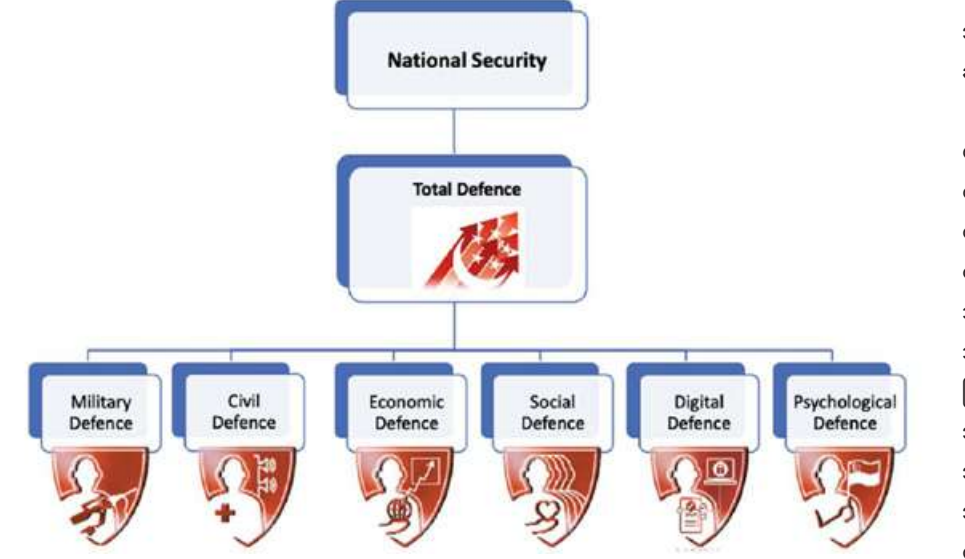 National Security
Total Defence
Military
Defence
Civil
Defence
Economic
Defence
Social
Defence
Digital
Defence
Psychological
Defence